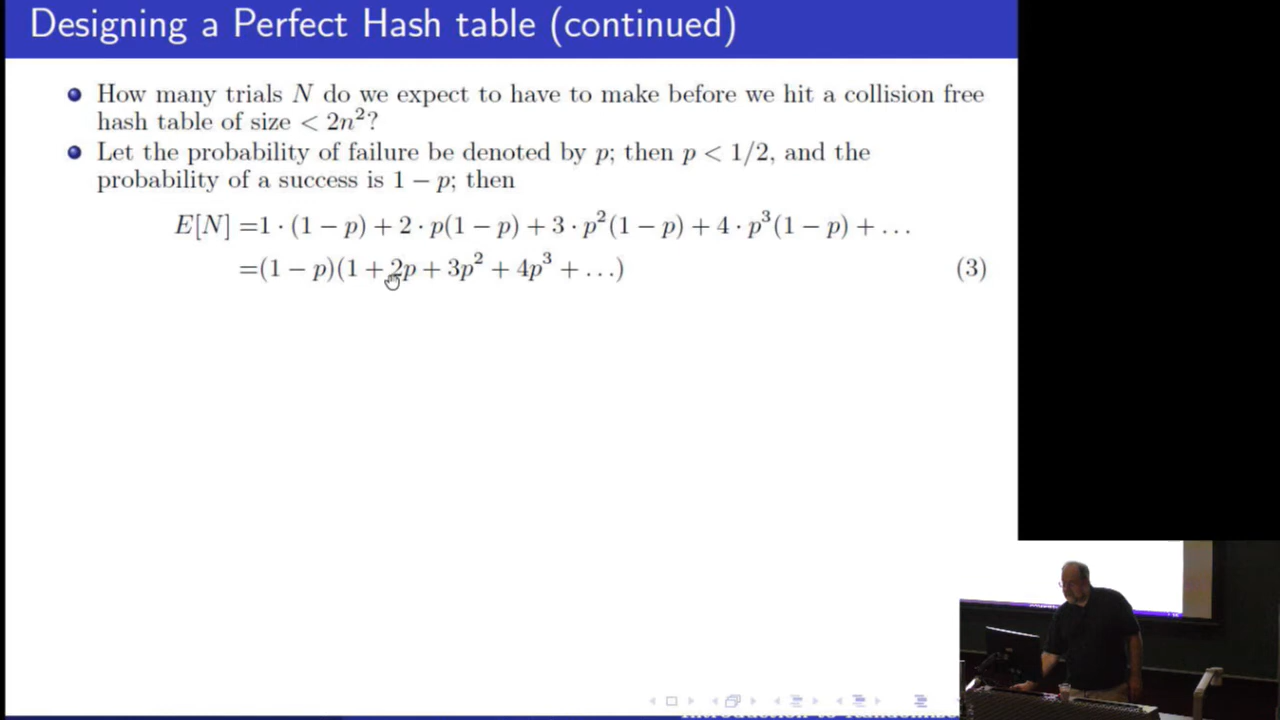 Designing a Perfect Hash table (continued)
How many trials N do we expect to have to make before we hit a collision free
hash table of size < 2n²?
Let the probability of failure be denoted by p; then p < 1/2, and the
probability of a success is 1 − p; then
E[N] =1 · (1 − p) + 2 · p(1 − p) + 3 · p²(1 − p) + 4 · p³(1 − p) + . . .
=(1 − p)(1 + 2p + 3p² + 4p³ + . . .) (3)